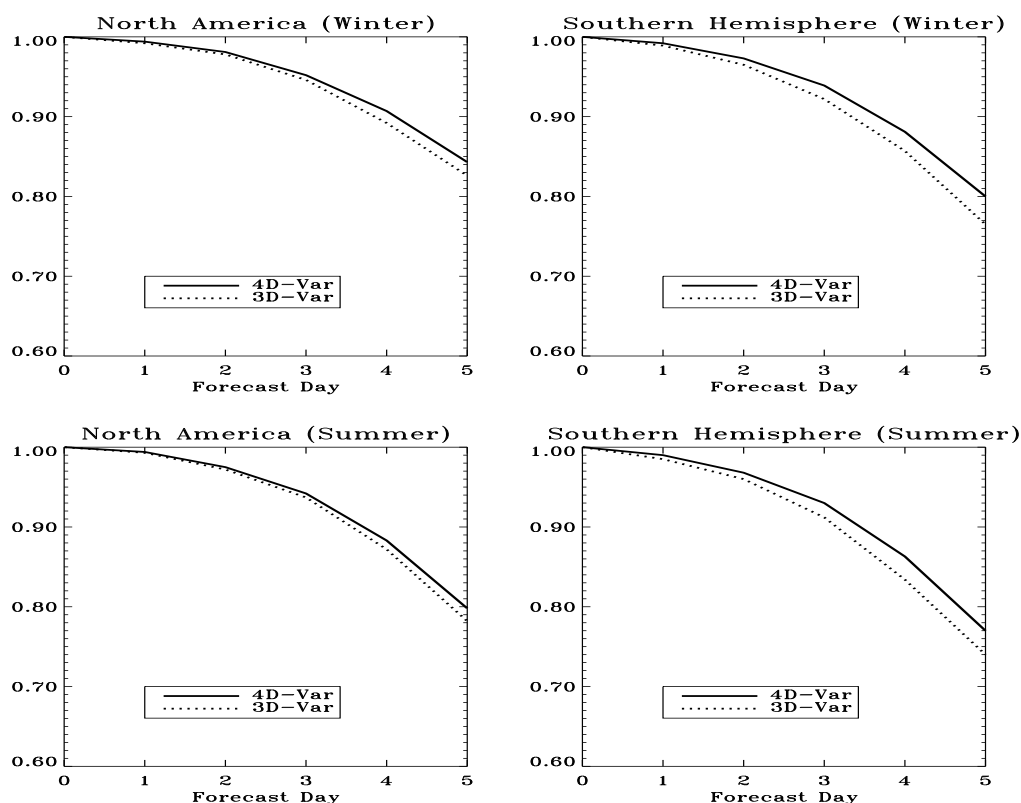 North America (Winter)
1.00
0.90
0.80
0.70
0.60
4D-Var
3D-Var
0 1 2 3 4 5
Forecast Day
Southern Hemisphere (Winter)
1.00
0.90
0.80
0.70
0.60
4D-Var
3D-Var
0 1 2 3 4 5
Forecast Day
North America (Summer)
1.00
0.90
0.80
0.70
0.60
4D-Var
3D-Var
0 1 2 3 4 5
Forecast Day
Southern Hemisphere (Summer)
1.00
0.90
0.80
0.70
0.60
4D-Var
3D-Var
0 1 2 3 4 5
Forecast Day